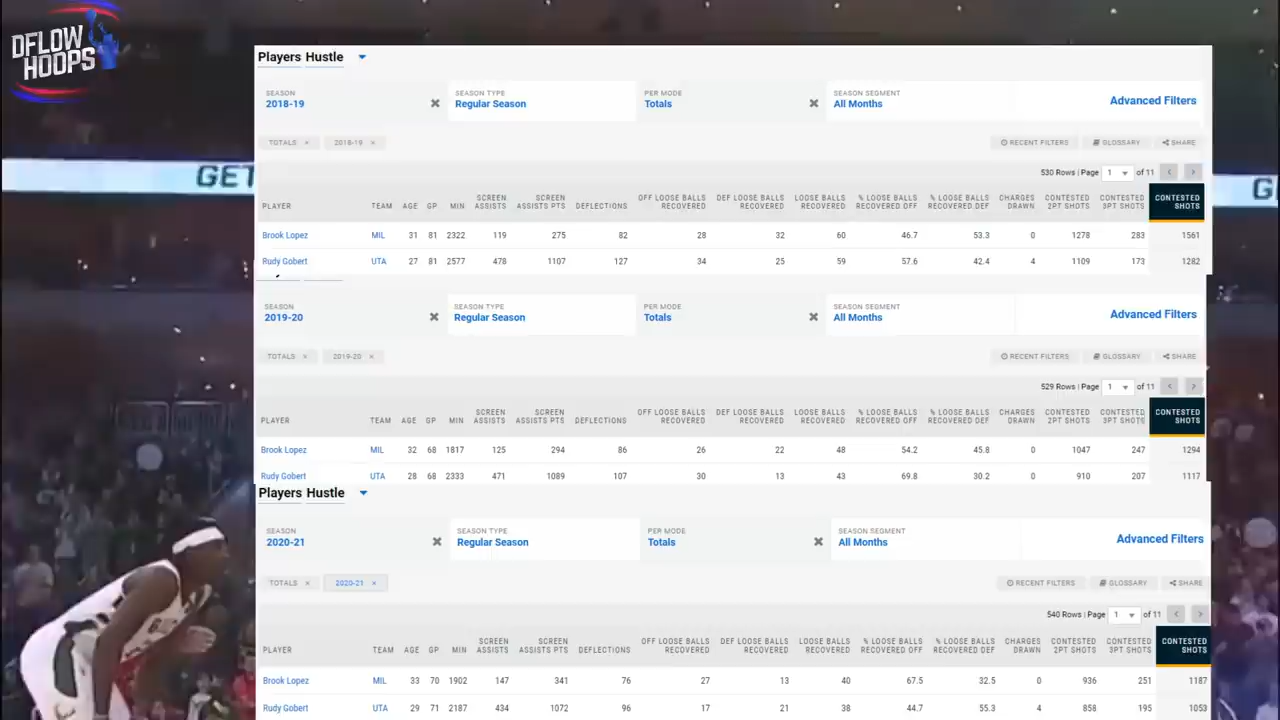 DFLOW
HOOPS
GET
G
Players Hustle
SEASON SEASON TYPE PER MODE SEASON SEGMENT
2018-19 Regular Season Totals All Months Advanced Filters
TOTALS × 2018-19 × RECENT FILTERS GLOSSARY SHARE
530 Rows | Page 1 of 11
PLAYER TEAM AGE GP MIN SCREEN ASSISTS SCREEN ASSISTS PTS DEFLECTIONS OFF LOOSE BALLS RECOVERED DEF LOOSE BALLS RECOVERED LOOSE BALLS RECOVERED % LOOSE BALLS RECOVERED OFF % LOOSE BALLS RECOVERED DEF CHARGES DRAWN CONTESTED 2PT SHOTS CONTESTED 3PT SHOTS CONTESTED SHOTS
Brook Lopez MIL 31 81 2322 119 275 82 28 32 60 46.7 53.3 0 1278 283 1561
Rudy Gobert UTA 27 81 2577 478 1107 127 34 25 59 57.6 42.4 4 1109 173 1282
SEASON SEASON TYPE PER MODE SEASON SEGMENT
2019-20 Regular Season Totals All Months Advanced Filters
TOTALS × 2019-20 × RECENT FILTERS GLOSSARY SHARE
529 Rows | Page 1 of 11
PLAYER TEAM AGE GP MIN SCREEN ASSISTS SCREEN ASSISTS PTS DEFLECTIONS OFF LOOSE BALLS RECOVERED DEF LOOSE BALLS RECOVERED LOOSE BALLS RECOVERED % LOOSE BALLS RECOVERED OFF % LOOSE BALLS RECOVERED DEF CHARGES DRAWN CONTESTED 2PT SHOTS CONTESTED 3PT SHOTS CONTESTED SHOTS
Brook Lopez MIL 32 68 1817 125 294 86 26 22 48 54.2 45.8 0 1047 247 1294
Rudy Gobert UTA 28 68 2333 471 1089 107 30 13 43 69.8 30.2 0 910 207 1117
Players Hustle
SEASON SEASON TYPE PER MODE SEASON SEGMENT
2020-21 Regular Season Totals All Months Advanced Filters
TOTALS × 2020-21 × RECENT FILTERS GLOSSARY SHARE
540 Rows | Page 1 of 11
PLAYER TEAM AGE GP MIN SCREEN ASSISTS SCREEN ASSISTS PTS DEFLECTIONS OFF LOOSE BALLS RECOVERED DEF LOOSE BALLS RECOVERED LOOSE BALLS RECOVERED % LOOSE BALLS RECOVERED OFF % LOOSE BALLS RECOVERED DEF CHARGES DRAWN CONTESTED 2PT SHOTS CONTESTED 3PT SHOTS CONTESTED SHOTS
Brook Lopez MIL 33 70 1902 147 341 76 27 13 40 67.5 32.5 0 936 251 1187
Rudy Gobert UTA 29 71 2187 434 1072 96 17 21 38 44.7 55.3 4 858 195 1053